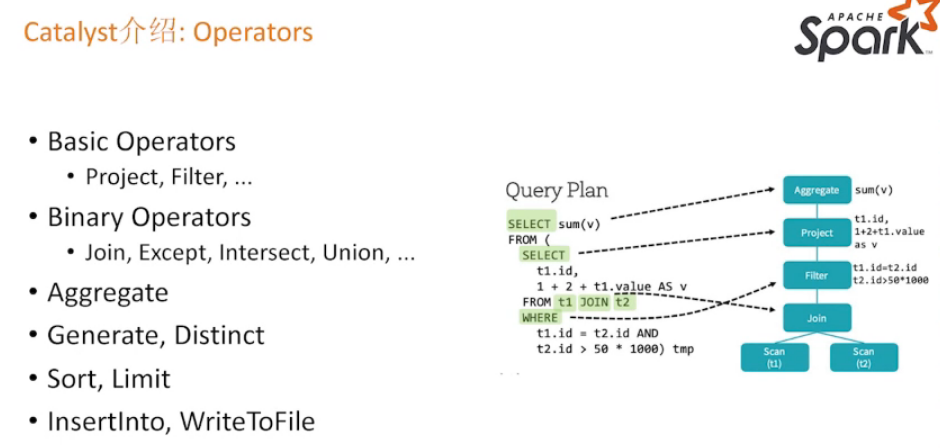 Catalyst介绍: Operators
APACHE
Spark
TM
• Basic Operators
• Project, Filter, ...
• Binary Operators
• Join, Except, Intersect, Union, ...
• Aggregate
• Generate, Distinct
• Sort, Limit
• InsertInto, WriteToFile
Query Plan
SELECT sum(v)
FROM (
SELECT
t1.id,
1 + 2 + t1.value AS v
FROM t1 JOIN t2
WHERE
t1.id = t2.id AND
t2.id > 50 * 1000) tmp
Aggregate
sum(v)
Project
t1.id,
1+2+t1.value
as v
Filter
t1.id=t2.id
t2.id>50*1000
Join
Scan
(t1)
Scan
(t2)